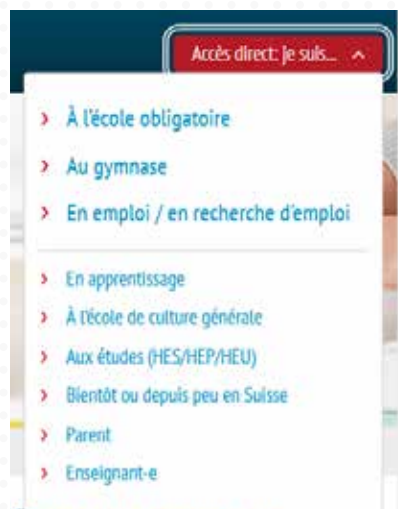 Accès direct: Je suis...
À l'école obligatoire
Au gymnase
En emploi / en recherche d'emploi
En apprentissage
À l'école de culture générale
Aux études (HES/HEP/HEU)
Bientôt ou depuis peu en Suisse
Parent
Enseignant-e